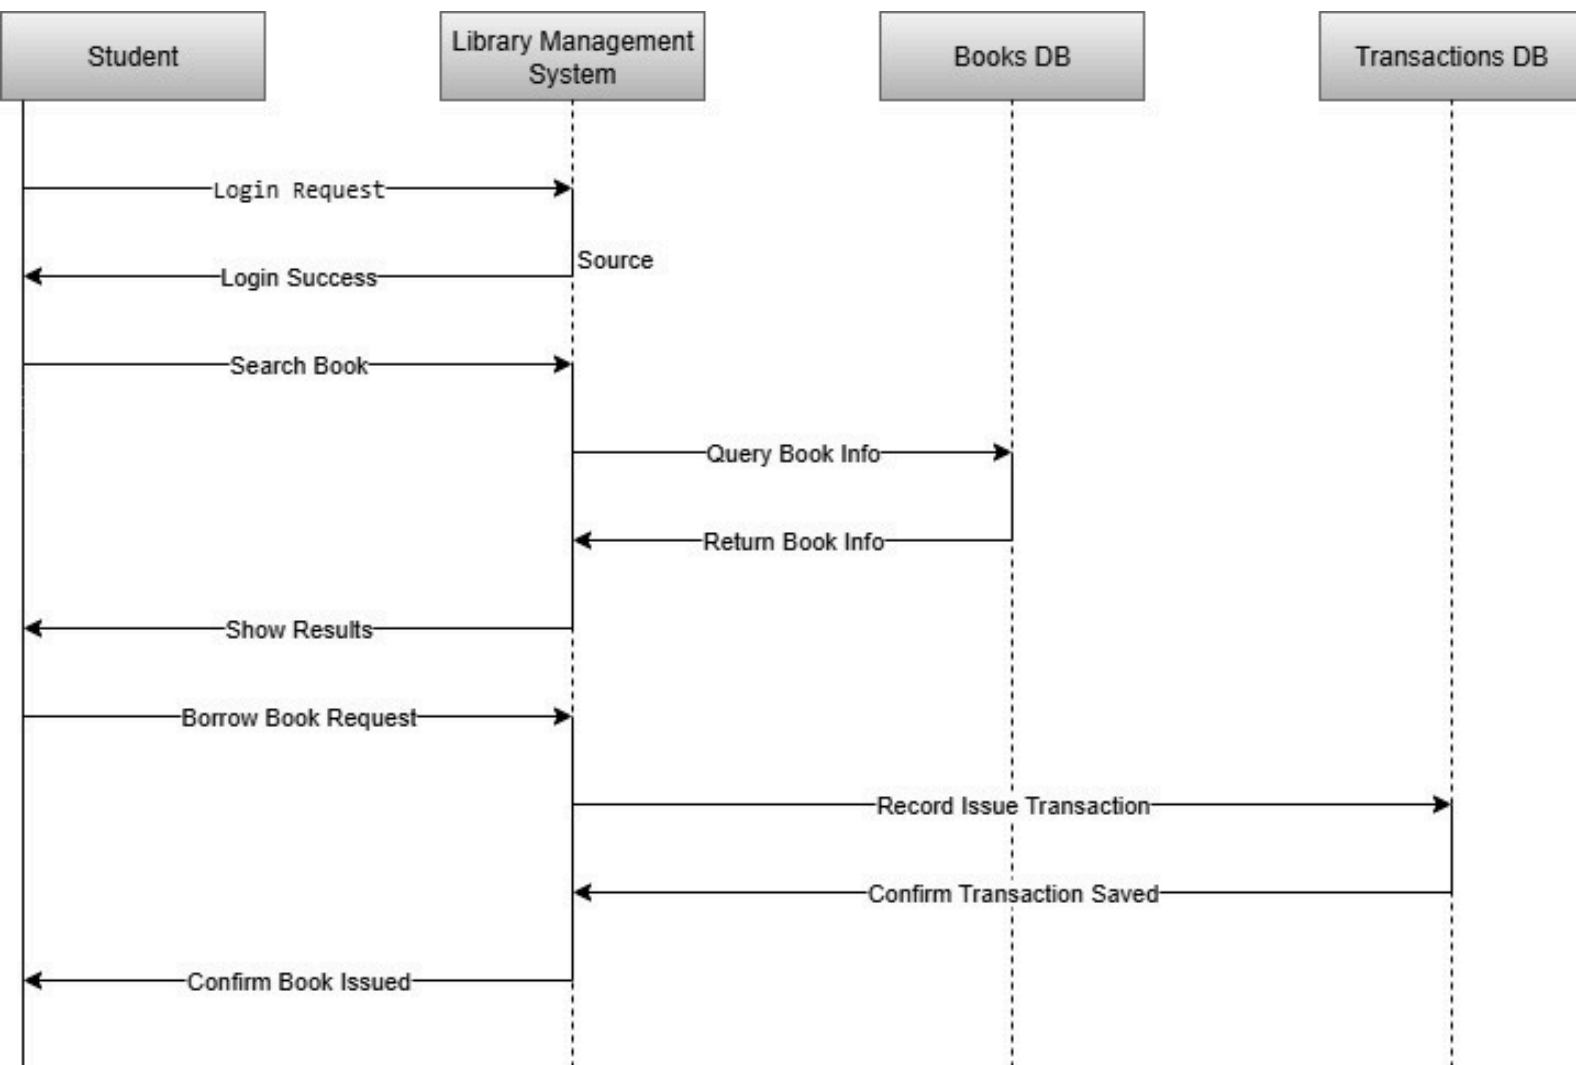 Student
Library Management
System
Books DB
Transactions DB
Login Request
Source
Login Success
Search Book
Query Book Info
Return Book Info
Show Results
Borrow Book Request
Record Issue Transaction
Confirm Transaction Saved
Confirm Book Issued